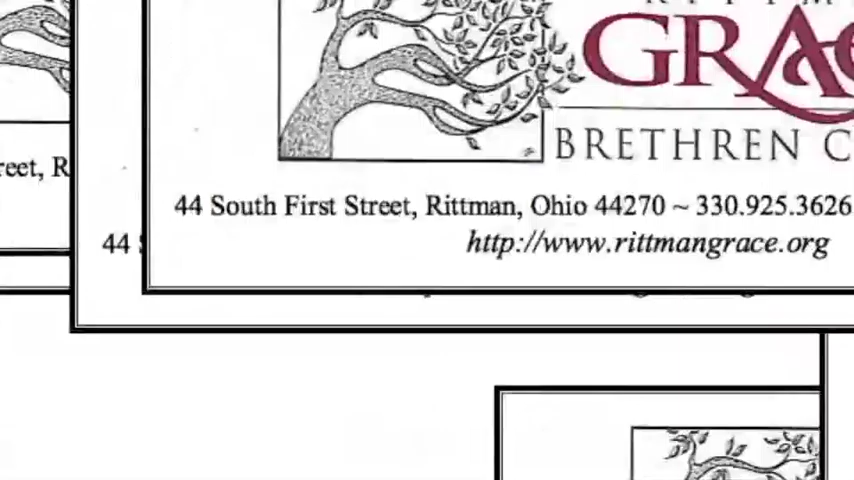 GRAC
BRETHREN C
44 South First Street, Rittman, Ohio 44270 ~ 330.925.3626
http://www.rittmangrace.org
reet, R
44 S